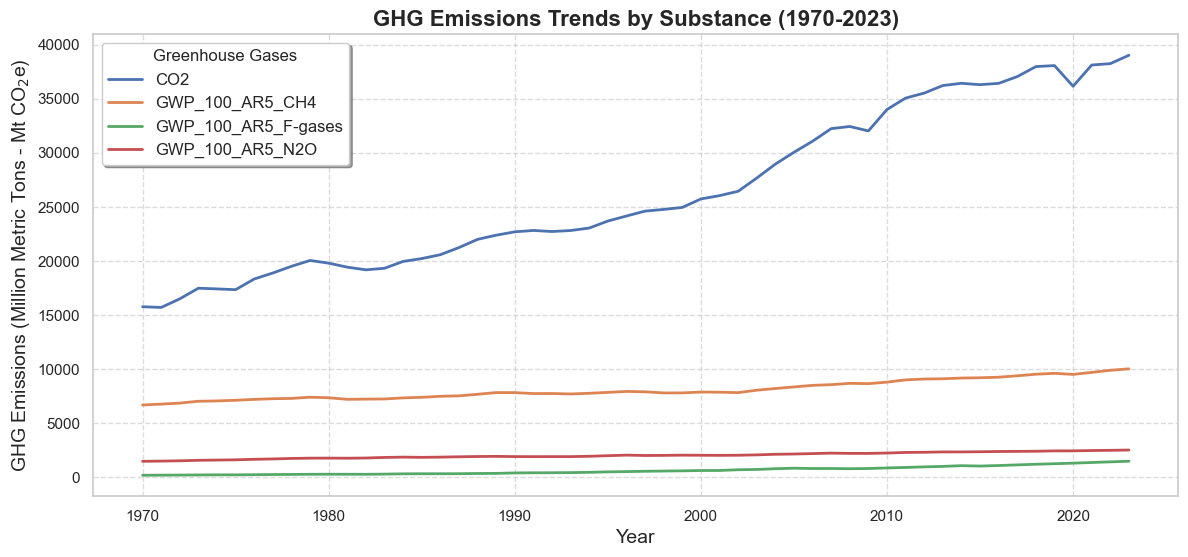 GHG Emissions Trends by Substance (1970-2023)
GHG Emissions (Million Metric Tons - Mt CO₂e)
40000
35000
30000
25000
20000
15000
10000
5000
0
Greenhouse Gases
CO2
GWP_100_AR5_CH4
GWP_100_AR5_F-gases
GWP_100_AR5_N2O
1970 1980 1990 2000 2010 2020
Year